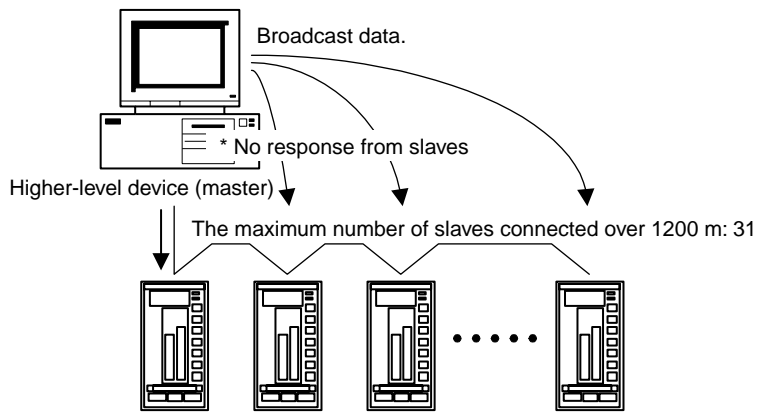 Broadcast data.
* No response from slaves
Higher-level device (master)
The maximum number of slaves connected over 1200 m: 31